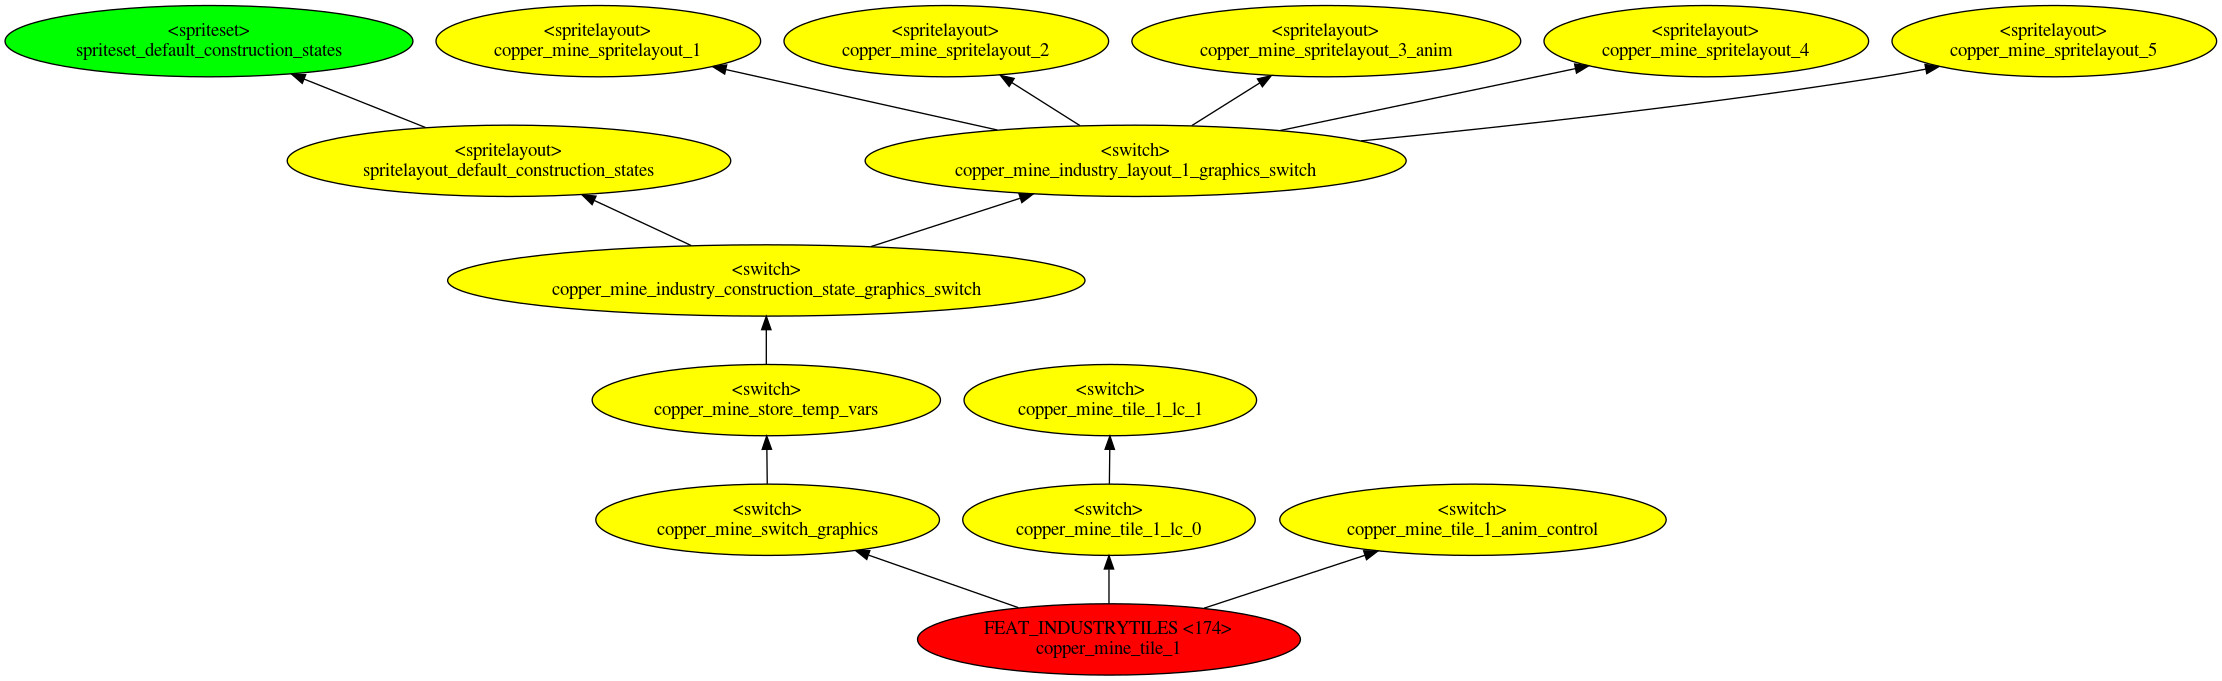 <spriteset>
spriteset_default_construction_states
<spritelayout>
copper_mine_spritelayout_1
<spritelayout>
copper_mine_spritelayout_2
<spritelayout>
copper_mine_spritelayout_3_anim
<spritelayout>
copper_mine_spritelayout_4
<spritelayout>
copper_mine_spritelayout_5
<spritelayout>
spritelayout_default_construction_states
<switch>
copper_mine_industry_layout_1_graphics_switch
<switch>
copper_mine_industry_construction_state_graphics_switch
<switch>
copper_mine_store_temp_vars
<switch>
copper_mine_tile_1_lc_1
<switch>
copper_mine_switch_graphics
<switch>
copper_mine_tile_1_lc_0
<switch>
copper_mine_tile_1_anim_control
FEAT_INDUSTRYTILES <174>
copper_mine_tile_1